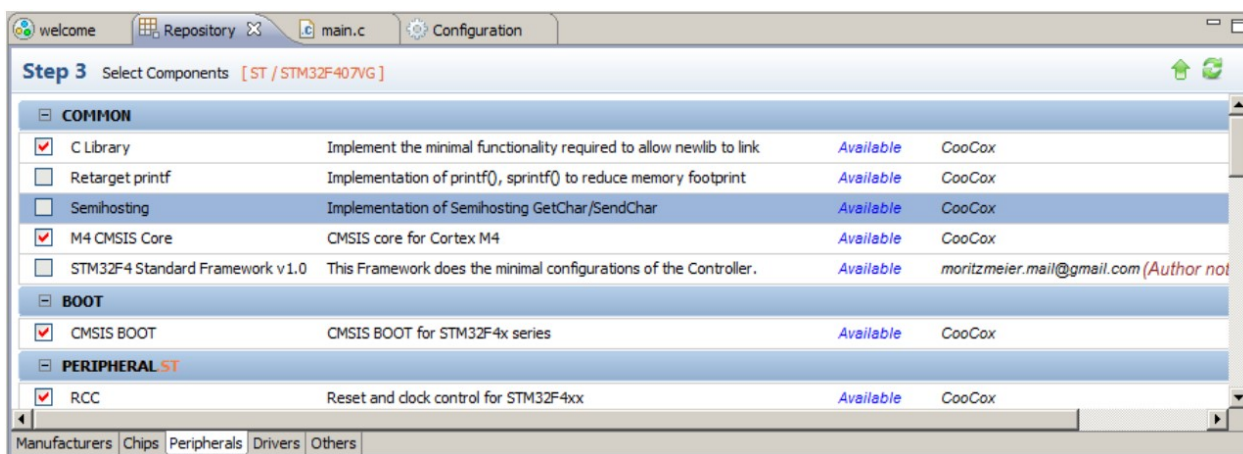 welcome Repository main.c Configuration
Step 3 Select Components [ ST / STM32F407VG ]
COMMON
C Library Implement the minimal functionality required to allow newlib to link Available CooCox
Retarget printf Implementation of printf(), sprintf() to reduce memory footprint Available CooCox
Semihosting Implementation of Semihosting GetChar/SendChar Available CooCox
M4 CMSIS Core CMSIS core for Cortex M4 Available CooCox
STM32F4 Standard Framework v1.0 This Framework does the minimal configurations of the Controller. Available moritzmeier.mail@gmail.com (Author not
BOOT
CMSIS BOOT CMSIS BOOT for STM32F4x series Available CooCox
PERIPHERAL.ST
RCC Reset and clock control for STM32F4xx Available CooCox
Manufacturers Chips Peripherals Drivers Others